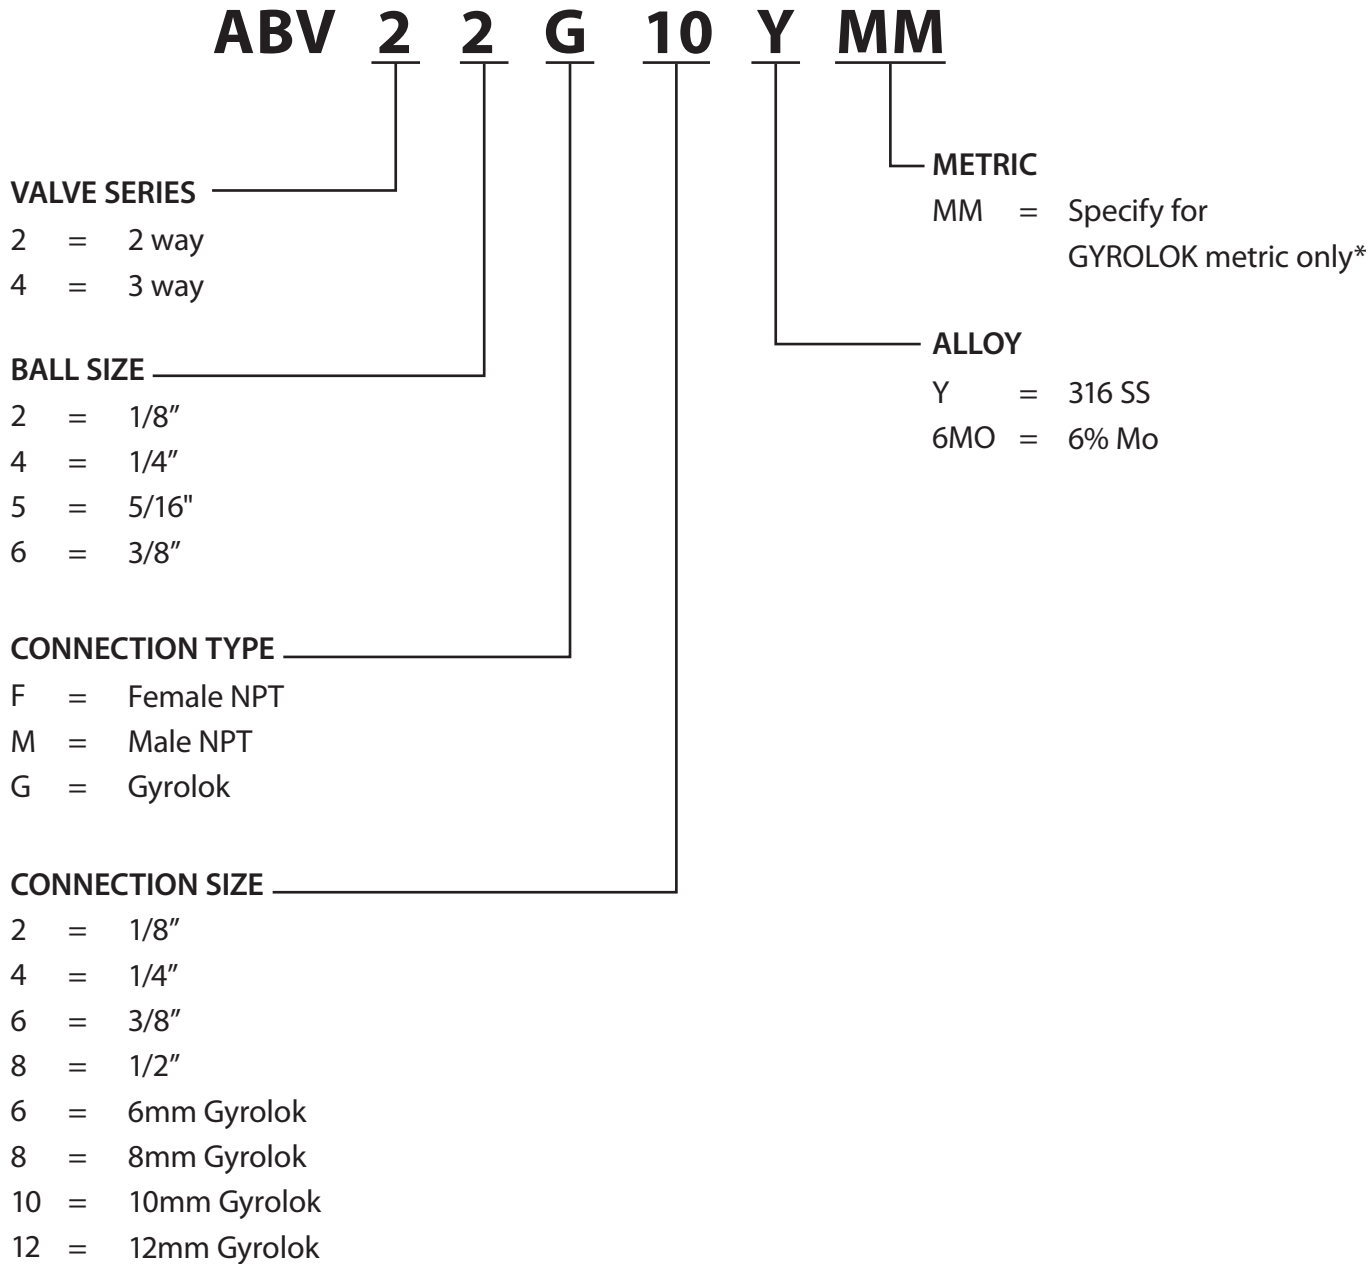 ABV 2 2 G 10 Y MM
VALVE SERIES
2 = 2 way
4 = 3 way
BALL SIZE
2 = 1/8”
4 = 1/4”
5 = 5/16"
6 = 3/8”
CONNECTION TYPE
F = Female NPT
M = Male NPT
G = Gyrolok
CONNECTION SIZE
2 = 1/8”
4 = 1/4”
6 = 3/8”
8 = 1/2”
6 = 6mm Gyrolok
8 = 8mm Gyrolok
10 = 10mm Gyrolok
12 = 12mm Gyrolok
METRIC
MM = Specify for
GYROLOK metric only*
ALLOY
Y = 316 SS
6MO = 6% Mo